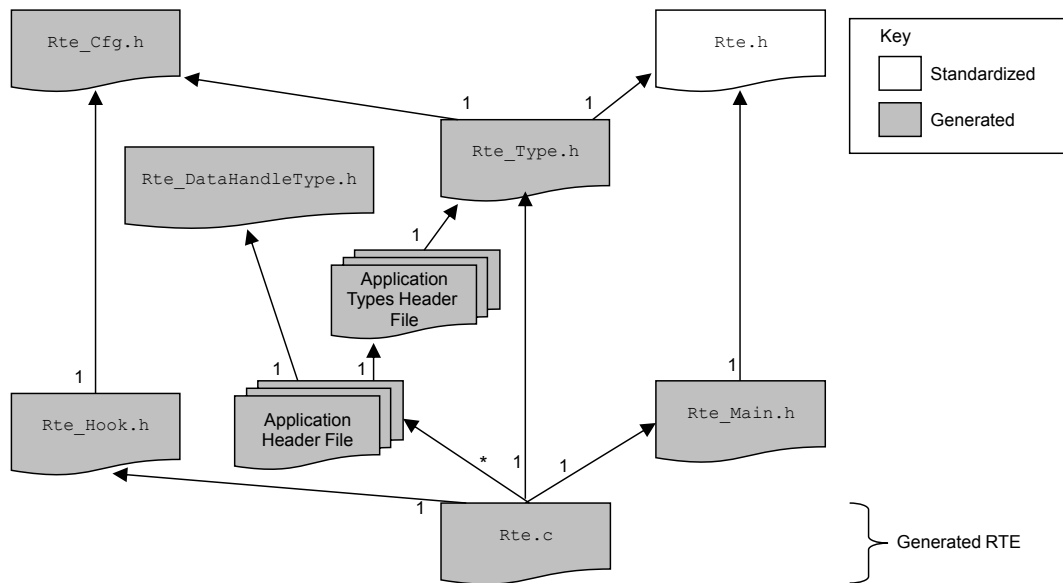 Rte_Cfg.h
Rte.h
Key
Standardized
Generated
1
1
Rte_Type.h
Rte_DataHandleType.h
1
Application
Types Header
File
1
1
1
1
Rte_Hook.h
Application
Header File
Rte_Main.h
*
1
1
1
Rte.c
Generated RTE